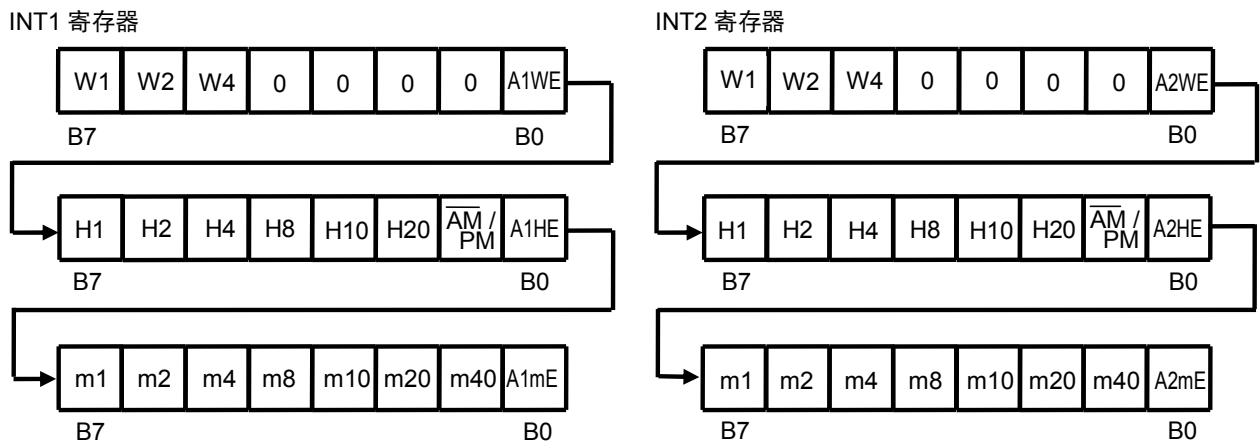 INT1 寄存器
W1 W2 W4 0 0 0 0 A1WE
B7 B0
H1 H2 H4 H8 H10 H20 AM / PM A1HE
B7 B0
m1 m2 m4 m8 m10 m20 m40 A1mE
B7 B0
INT2 寄存器
W1 W2 W4 0 0 0 0 A2WE
B7 B0
H1 H2 H4 H8 H10 H20 AM / PM A2HE
B7 B0
m1 m2 m4 m8 m10 m20 m40 A2mE
B7 B0